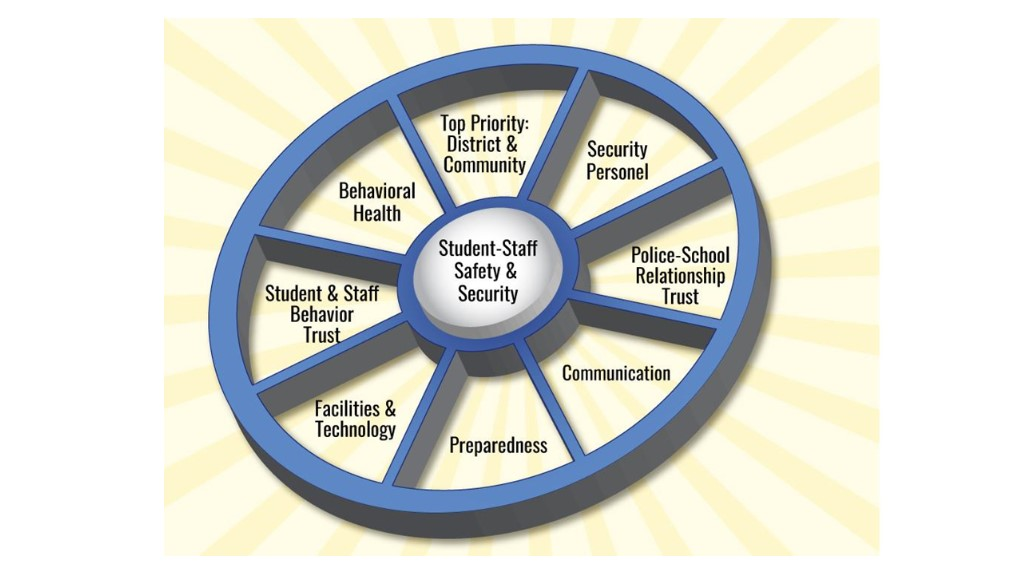 Top Priority:
District &
Community
Security
Personel
Police-School
Relationship
Trust
Communication
Preparedness
Facilities &
Technology
Student & Staff
Behavior
Trust
Behavioral
Health
Student-Staff
Safety &
Security